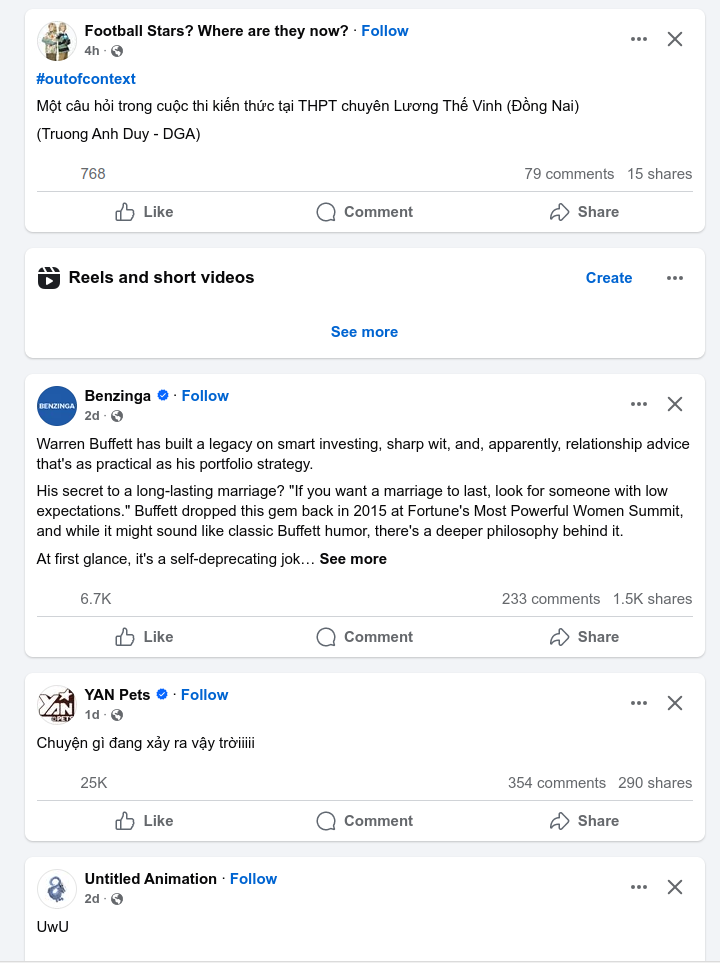 Football Stars? Where are they now? · Follow
4h ·
#outofcontext
Một câu hỏi trong cuộc thi kiến thức tại THPT chuyên Lương Thế Vinh (Đồng Nai)
(Truong Anh Duy - DGA)
768 79 comments 15 shares
Like Comment Share
Reels and short videos Create
See more
BENZINGA
Benzinga · Follow
2d ·
Warren Buffett has built a legacy on smart investing, sharp wit, and, apparently, relationship advice
that's as practical as his portfolio strategy.
His secret to a long-lasting marriage? "If you want a marriage to last, look for someone with low
expectations." Buffett dropped this gem back in 2015 at Fortune's Most Powerful Women Summit,
and while it might sound like classic Buffett humor, there's a deeper philosophy behind it.
At first glance, it's a self-deprecating jok… See more
6.7K 233 comments 1.5K shares
Like Comment Share
YAN
PETS
YAN Pets · Follow
1d ·
Chuyện gì đang xảy ra vậy trờiiiii
25K 354 comments 290 shares
Like Comment Share
Untitled Animation · Follow
2d ·
UwU